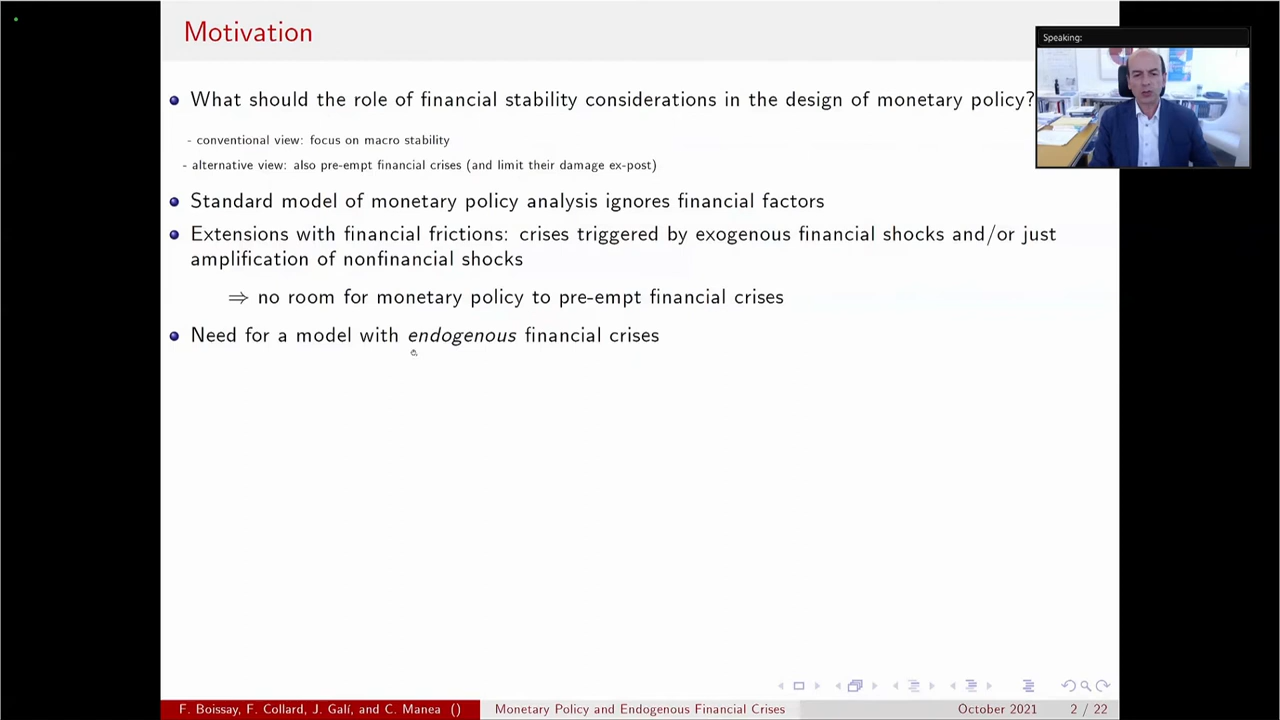 Motivation
Speaking:
What should the role of financial stability considerations in the design of monetary policy?
- conventional view: focus on macro stability
- alternative view: also pre-empt financial crises (and limit their damage ex-post)
Standard model of monetary policy analysis ignores financial factors
Extensions with financial frictions: crises triggered by exogenous financial shocks and/or just
amplification of nonfinancial shocks
⇒ no room for monetary policy to pre-empt financial crises
Need for a model with endogenous financial crises
F. Boissay, F. Collard, J. Galí, and C. Manea ()
Monetary Policy and Endogenous Financial Crises
October 2021
2 / 22